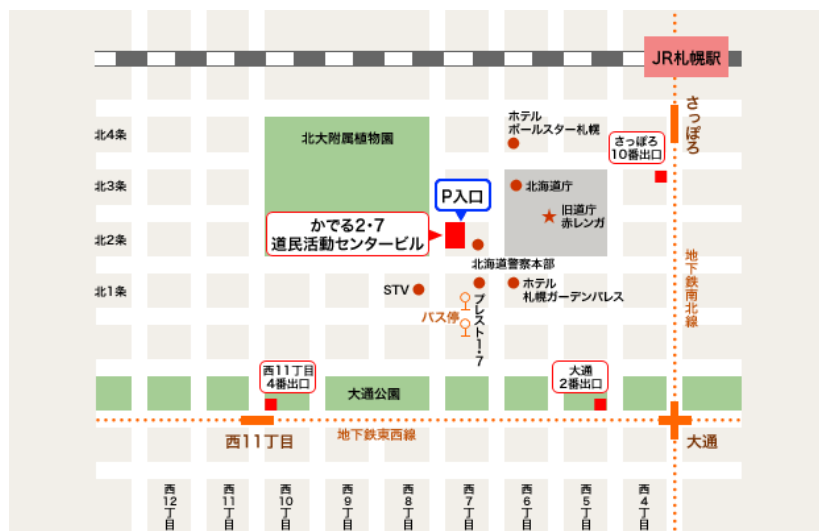 JR札幌駅
さっぽろ
ホテル
ポールスター札幌
北4条
北大附属植物園
さっぽろ
10番出口
北3条
P入口
北海道庁
旧道庁
赤レンガ
かでる2・7
道民活動センタービル
北2条
北海道警察本部
地下鉄南北線
北1条
STV
ホテル
札幌ガーデンパレス
バス停
プレスト1・7
西11丁目
4番出口
大通公園
大通
2番出口
西11丁目
地下鉄東西線
大通
西12丁目
西11丁目
西10丁目
西9丁目
西8丁目
西7丁目
西6丁目
西5丁目
西4丁目